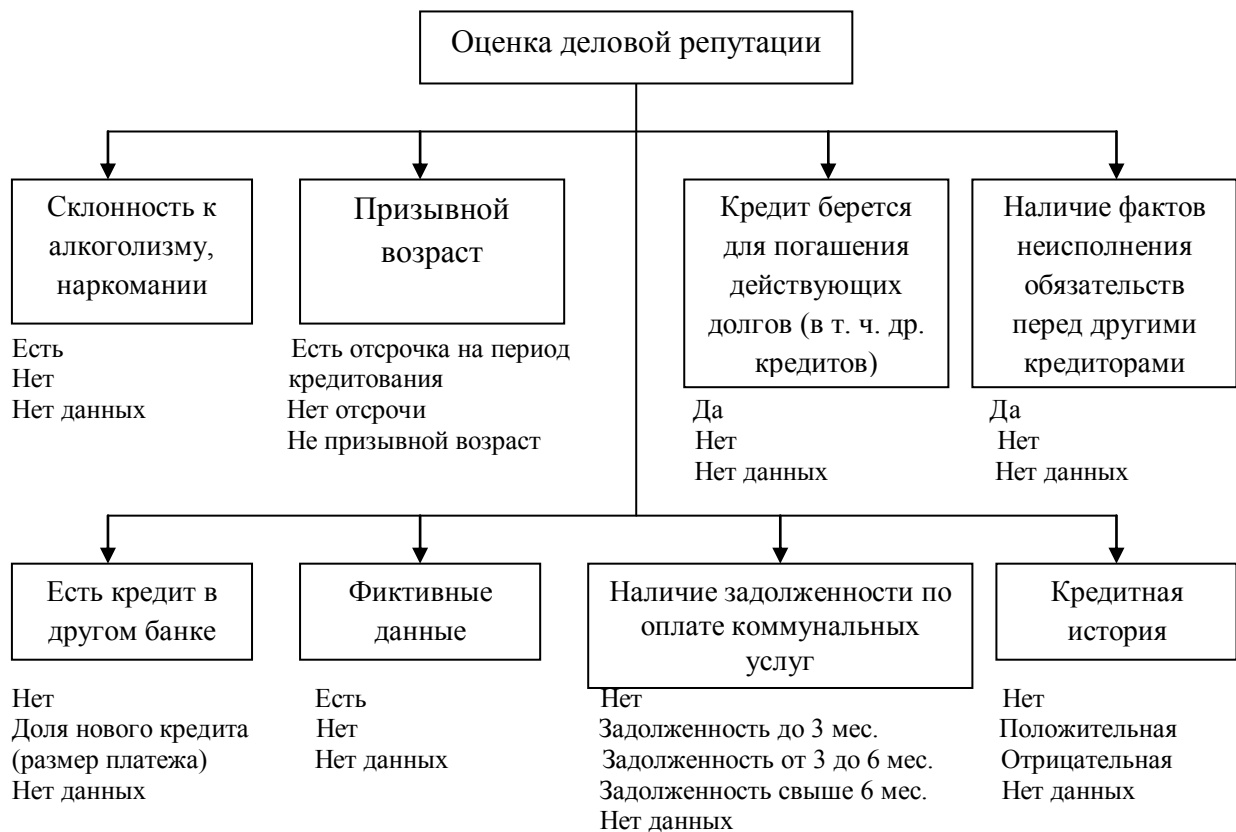 Оценка деловой репутации
Склонность к
алкоголизму,
наркомании
Есть
Нет
Нет данных
Призывной
возраст
Есть отсрочка на период
кредитования
Нет отсрочи
Не призывной возраст
Кредит берется
для погашения
действующих
долгов (в т. ч. др.
кредитов)
Да
Нет
Нет данных
Наличие фактов
неисполнения
обязательств
перед другими
кредиторами
Да
Нет
Нет данных
Есть кредит в
другом банке
Нет
Доля нового кредита
(размер платежа)
Нет данных
Фиктивные
данные
Есть
Нет
Нет данных
Наличие задолженности по
оплате коммунальных
услуг
Нет
Задолженность до 3 мес.
Задолженность от 3 до 6 мес.
Задолженность свыше 6 мес.
Нет данных
Кредитная
история
Нет
Положительная
Отрицательная
Нет данных